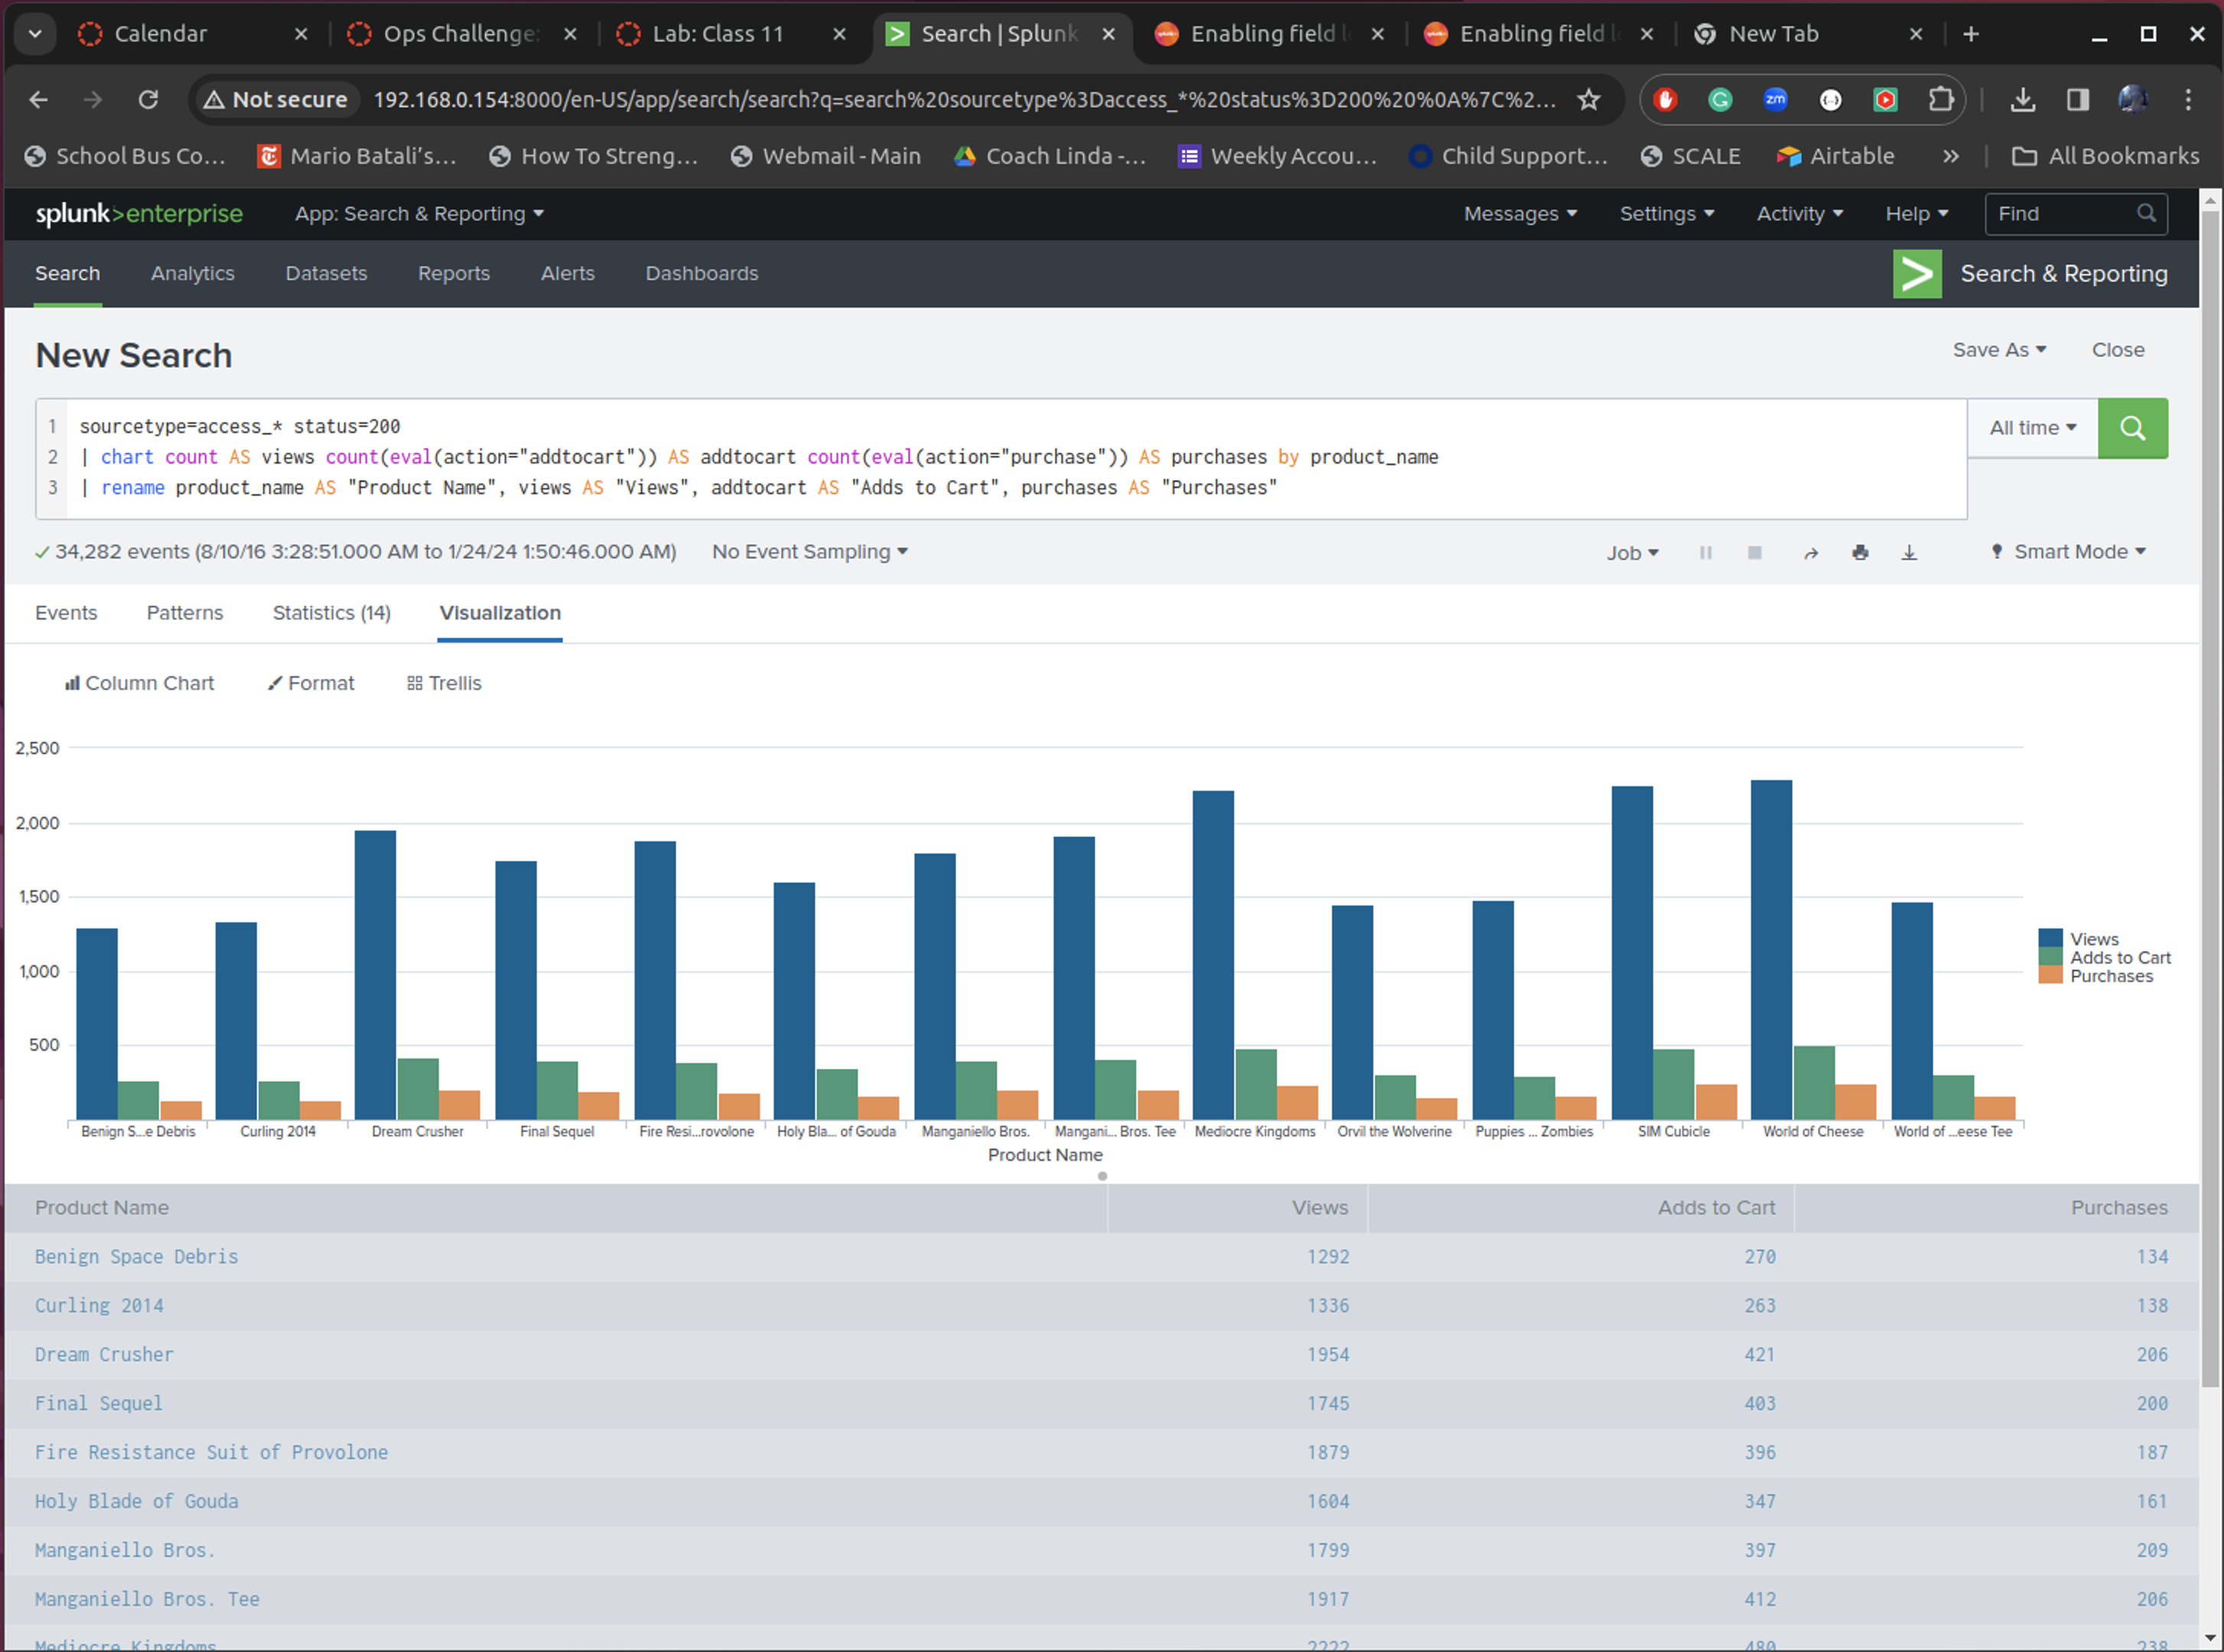 Calendar Ops Challenge: Lab: Class 11 Search | Splunk Enabling field l Enabling field l New Tab
Not secure 192.168.0.154:8000/en-US/app/search/search?q=search%20sourcetype%3Daccess_*%20status%3D200%20%0A%7C%2...
School Bus Co... Mario Batali's... How To Streng... Webmail - Main Coach Linda -... Weekly Accou... Child Support... SCALE Airtable » All Bookmarks
splunk>enterprise App: Search & Reporting Messages Settings Activity Help Find
Search Analytics Datasets Reports Alerts Dashboards Search & Reporting
New Search Save As Close
1 sourcetype=access_* status=200
2 | chart count AS views count(eval(action="addtocart")) AS addtocart count(eval(action="purchase")) AS purchases by product_name
3 | rename product_name AS "Product Name", views AS "Views", addtocart AS "Adds to Cart", purchases AS "Purchases"
All time
34,282 events (8/10/16 3:28:51.000 AM to 1/24/24 1:50:46.000 AM) No Event Sampling Job Smart Mode
Events Patterns Statistics (14) Visualization
Column Chart Format Trellis
2,500
2,000
1,500
1,000
500
Views
Adds to Cart
Purchases
Benign S...e Debris Curling 2014 Dream Crusher Final Sequel Fire Resi...rovolone Holy Bla... of Gouda Manganiello Bros. Mangani... Bros. Tee Mediocre Kingdoms Orvil the Wolverine Puppies ... Zombies SIM Cubicle World of Cheese World of ...eese Tee
Product Name
Product Name Views Adds to Cart Purchases
Benign Space Debris 1292 270 134
Curling 2014 1336 263 138
Dream Crusher 1954 421 206
Final Sequel 1745 403 200
Fire Resistance Suit of Provolone 1879 396 187
Holy Blade of Gouda 1604 347 161
Manganiello Bros. 1799 397 209
Manganiello Bros. Tee 1917 412 206
Mediocre Kingdoms 2222 480 238